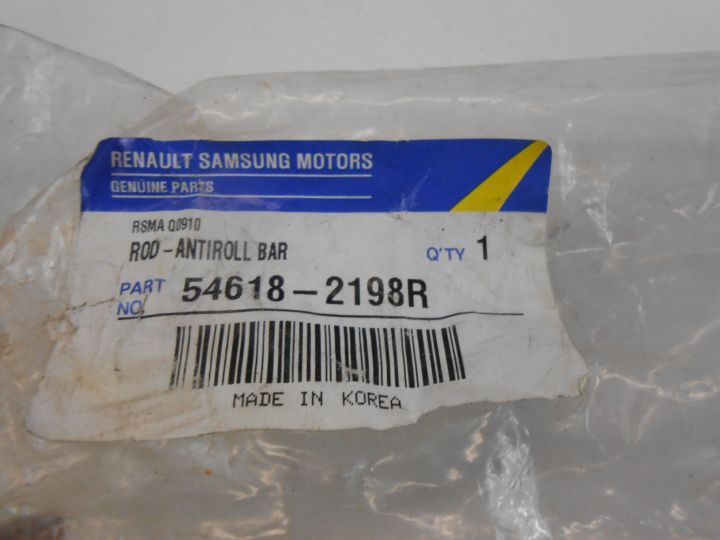 RENAULT SAMSUNG MOTORS
GENUINE PARTS
RSMA Q0910
ROD-ANTIROLL BAR Q'TY 1
PART NO. 54618-2198R
MADE IN KOREA